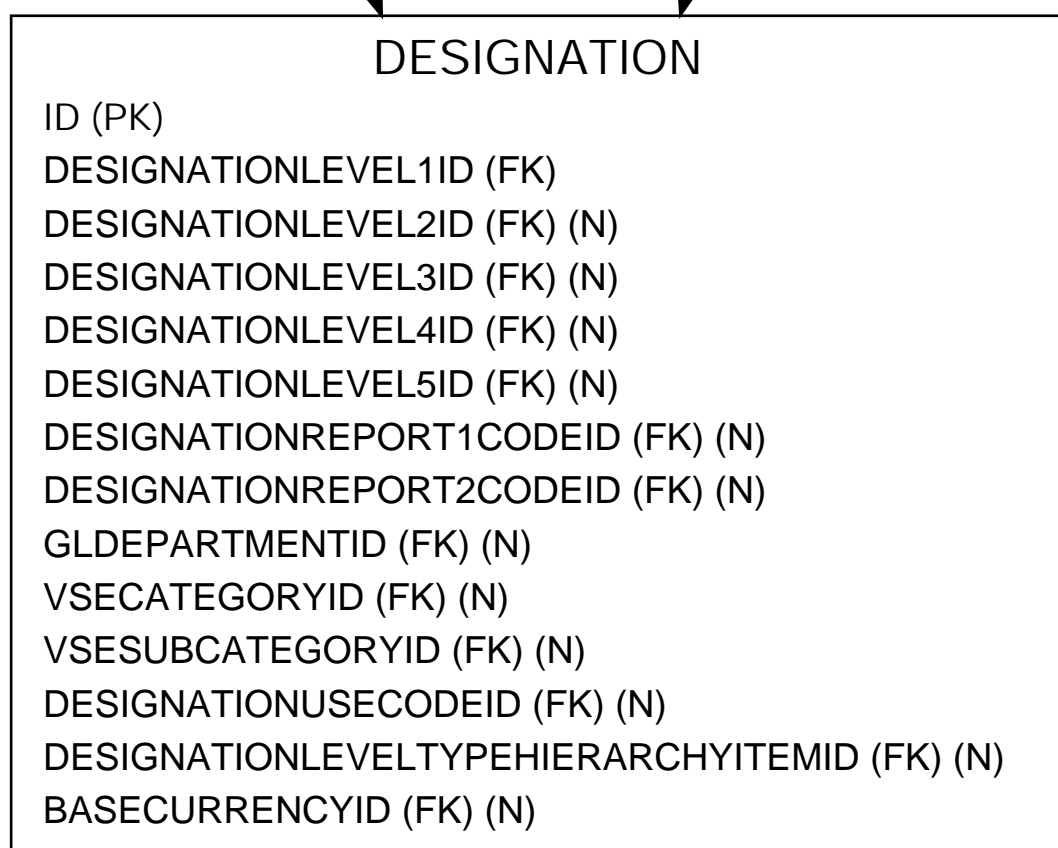 DESIGNATION
ID (PK)
DESIGNATIONLEVEL1ID (FK)
DESIGNATIONLEVEL2ID (FK) (N)
DESIGNATIONLEVEL3ID (FK) (N)
DESIGNATIONLEVEL4ID (FK) (N)
DESIGNATIONLEVEL5ID (FK) (N)
DESIGNATIONREPORT1CODEID (FK) (N)
DESIGNATIONREPORT2CODEID (FK) (N)
GLDEPARTMENTID (FK) (N)
VSECATEGORYID (FK) (N)
VSESUBCATEGORYID (FK) (N)
DESIGNATIONUSECODEID (FK) (N)
DESIGNATIONLEVELTYPEHIERARCHYITEMID (FK) (N)
BASECURRENCYID (FK) (N)